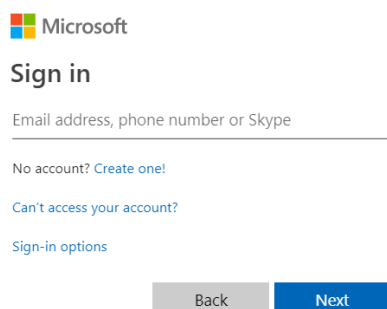 Microsoft
Sign in
Email address, phone number or Skype
No account? Create one!
Can't access your account?
Sign-in options
Back Next